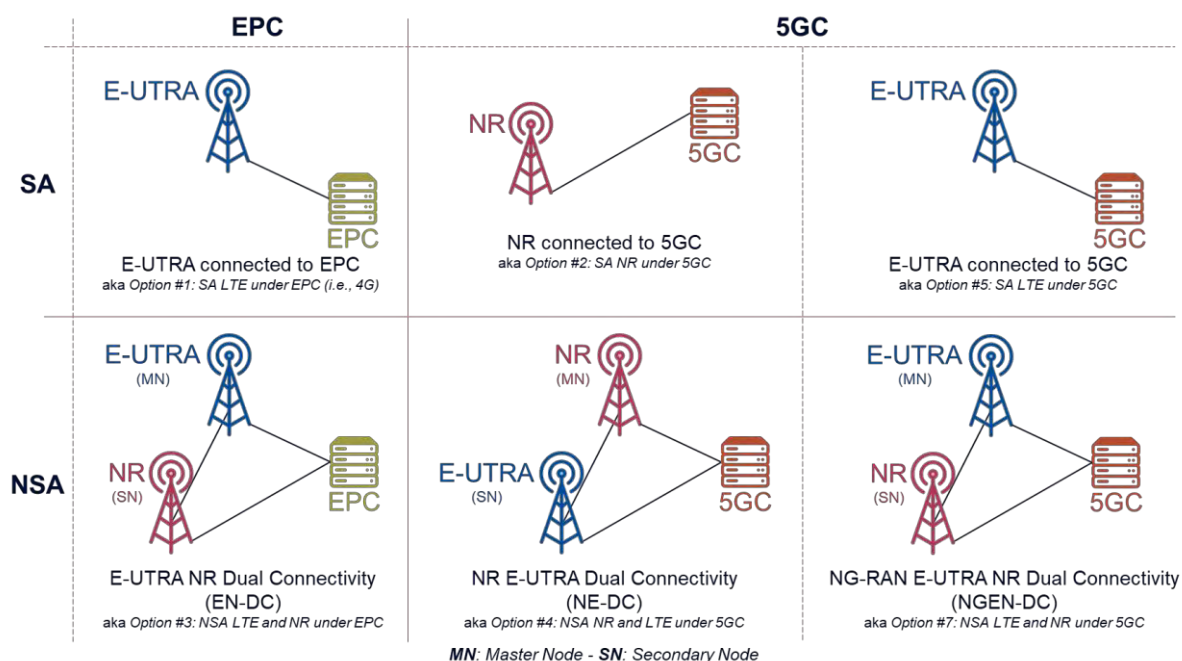 EPC
5GC
SA
E-UTRA
EPC
E-UTRA connected to EPC
aka Option #1: SA LTE under EPC (i.e., 4G)
NR
5GC
NR connected to 5GC
aka Option #2: SA NR under 5GC
E-UTRA
5GC
E-UTRA connected to 5GC
aka Option #5: SA LTE under 5GC
NSA
E-UTRA
(MN)
NR
(SN)
EPC
E-UTRA NR Dual Connectivity
(EN-DC)
aka Option #3: NSA LTE and NR under EPC
NR
(MN)
E-UTRA
(SN)
5GC
NR E-UTRA Dual Connectivity
(NE-DC)
aka Option #4: NSA NR and LTE under 5GC
E-UTRA
(MN)
NR
(SN)
5GC
NG-RAN E-UTRA NR Dual Connectivity
(NGEN-DC)
aka Option #7: NSA LTE and NR under 5GC
MN: Master Node - SN: Secondary Node